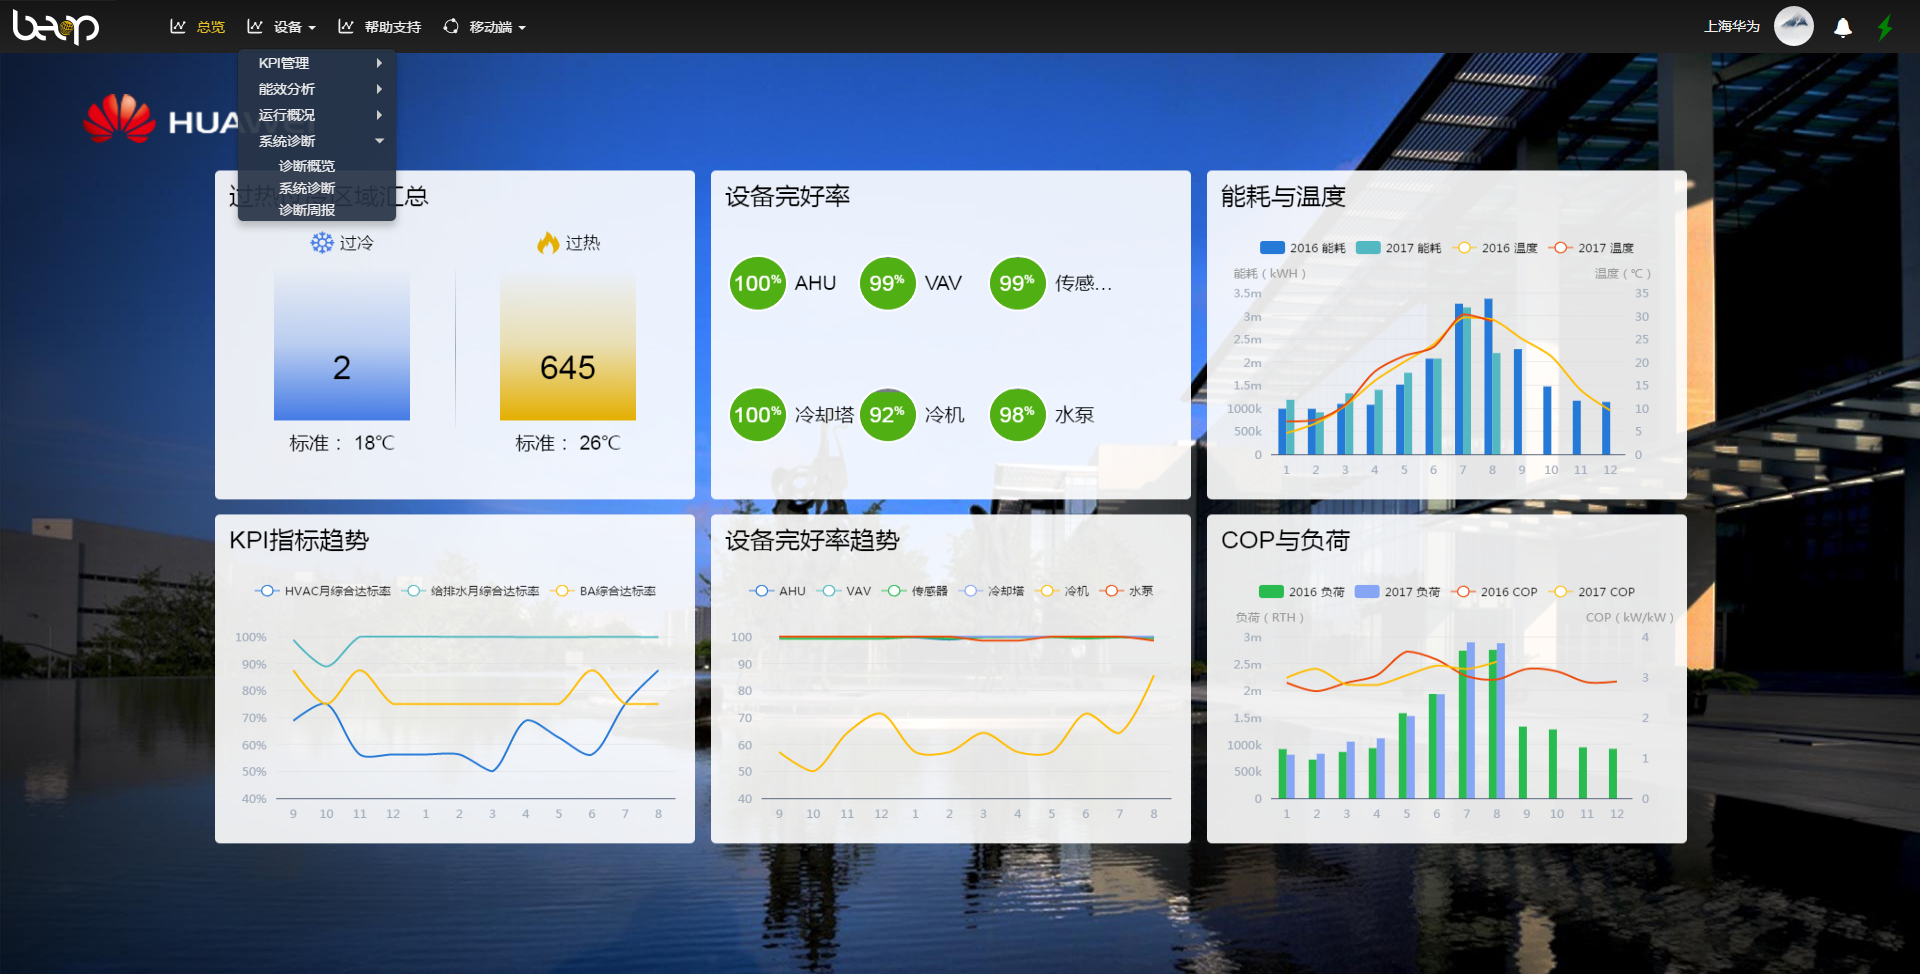 beop
总览
设备
帮助支持
移动端
上海华为
KPI管理
能效分析
运行概况
系统诊断
诊断概览
系统诊断
诊断周报
HUAWEI
区域汇总
过冷
过热
2
645
标准： 18℃
标准： 26℃
设备完好率
100% AHU
99% VAV
99% 传感...
100% 冷却塔
92% 冷机
98% 水泵
能耗与温度
2016 能耗 2017 能耗 2016 温度 2017 温度
能耗 ( kWH ) 温度 ( ℃ )
3.5m 35
3m 30
2.5m 25
2m 20
1.5m 15
1000k 10
500k 5
0 0
1 2 3 4 5 6 7 8 9 10 11 12
KPI指标趋势
HVAC月综合达标率 给排水月综合达标率 BA综合达标率
100%
90%
80%
70%
60%
50%
40%
9 10 11 12 1 2 3 4 5 6 7 8
设备完好率趋势
AHU VAV 传感器 冷却塔 冷机 水泵
100
90
80
70
60
50
40
9 10 11 12 1 2 3 4 5 6 7 8
COP与负荷
2016 负荷 2017 负荷 2016 COP 2017 COP
负荷 ( RTH ) COP ( kW/kW )
3m 4
2.5m
2m 3
1.5m 2
1000k
500k 1
0 0
1 2 3 4 5 6 7 8 9 10 11 12